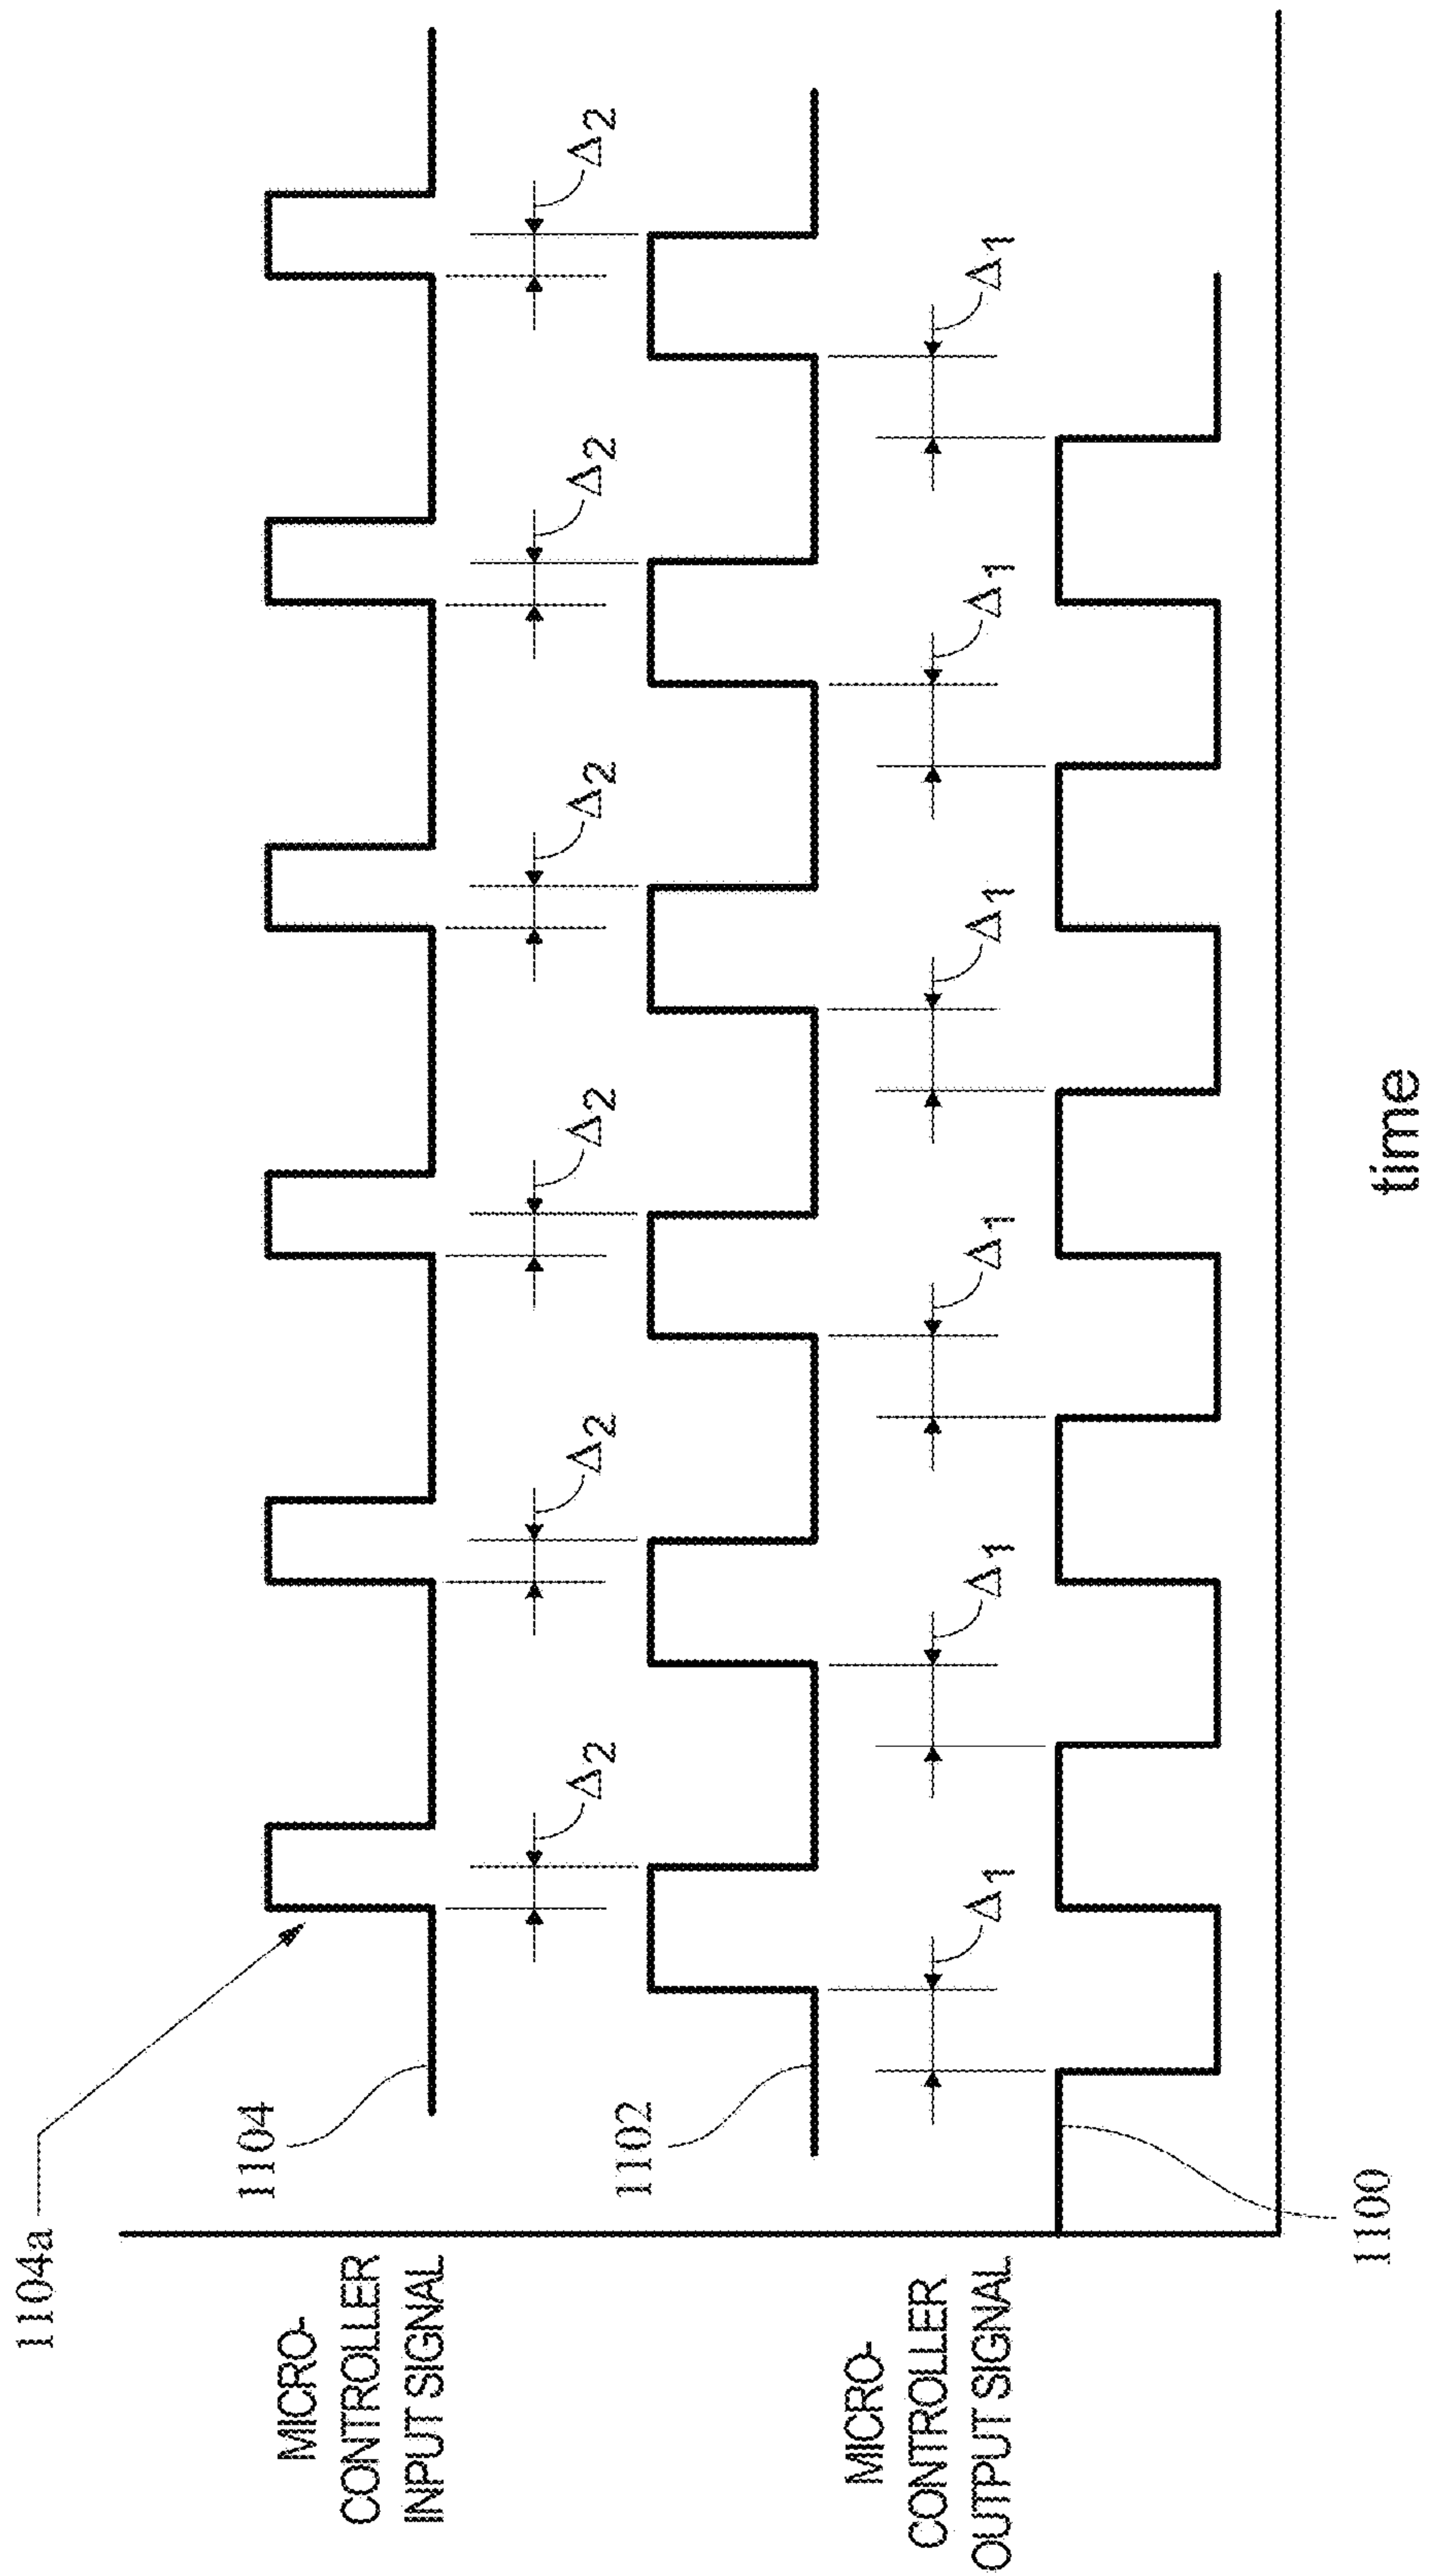 1104a
MICRO-
CONTROLLER
INPUT SIGNAL
1104
Δ2
Δ2
Δ2
Δ2
Δ2
Δ2
1102
MICRO-
CONTROLLER
OUTPUT SIGNAL
Δ1
Δ1
Δ1
Δ1
Δ1
Δ1
1100
time